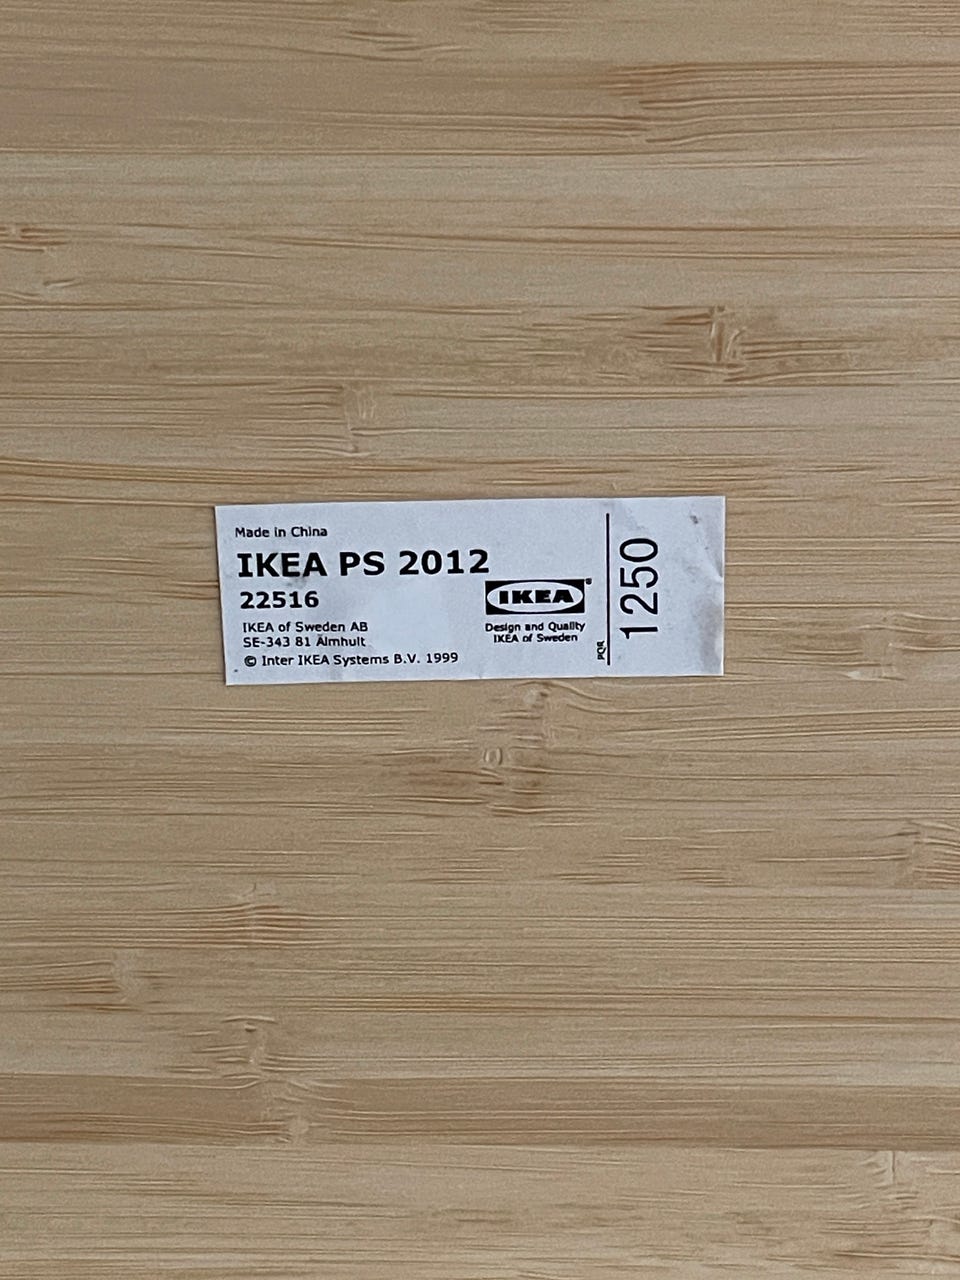 Made in China
IKEA PS 2012
22516
IKEA of Sweden AB
SE-343 81 Älmhult
© Inter IKEA Systems B.V. 1999
IKEA®
Design and Quality
IKEA of Sweden
PQR
1250